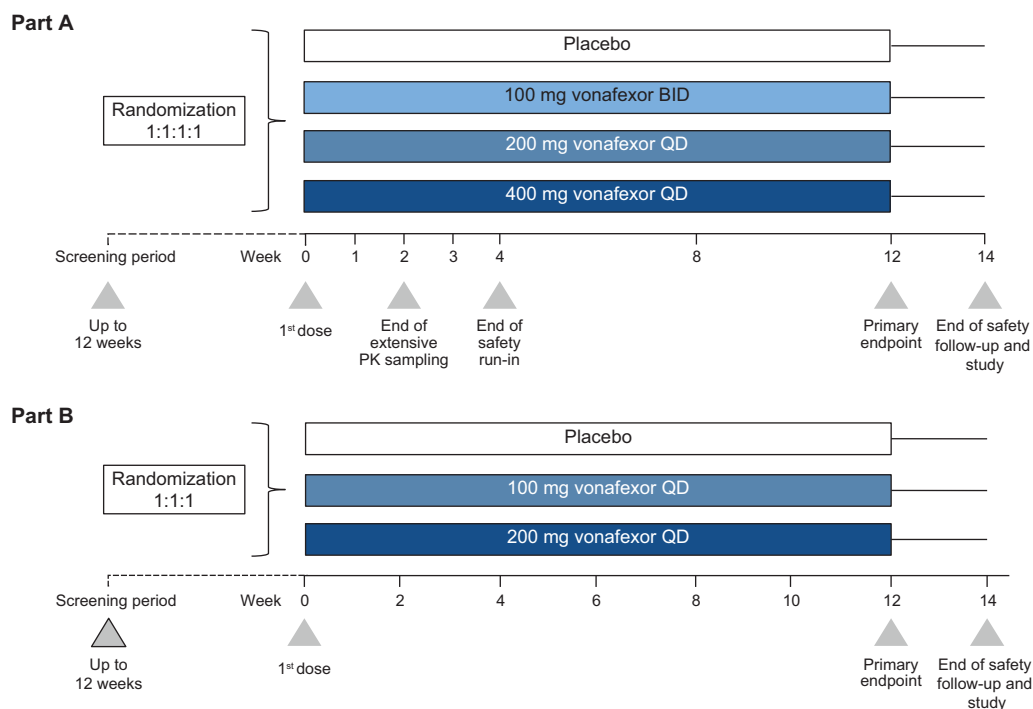 Part A
Placebo
100 mg vonafexor BID
Randomization
1:1:1:1
200 mg vonafexor QD
400 mg vonafexor QD
Screening period Week 0 1 2 3 4 8 12 14
Up to
12 weeks
1st dose
End of
extensive
PK sampling
End of
safety
run-in
Primary
endpoint
End of safety
follow-up and
study
Part B
Placebo
Randomization
1:1:1
100 mg vonafexor QD
200 mg vonafexor QD
Screening period Week 0 2 4 6 8 10 12 14
Up to
12 weeks
1st dose
Primary
endpoint
End of safety
follow-up and
study